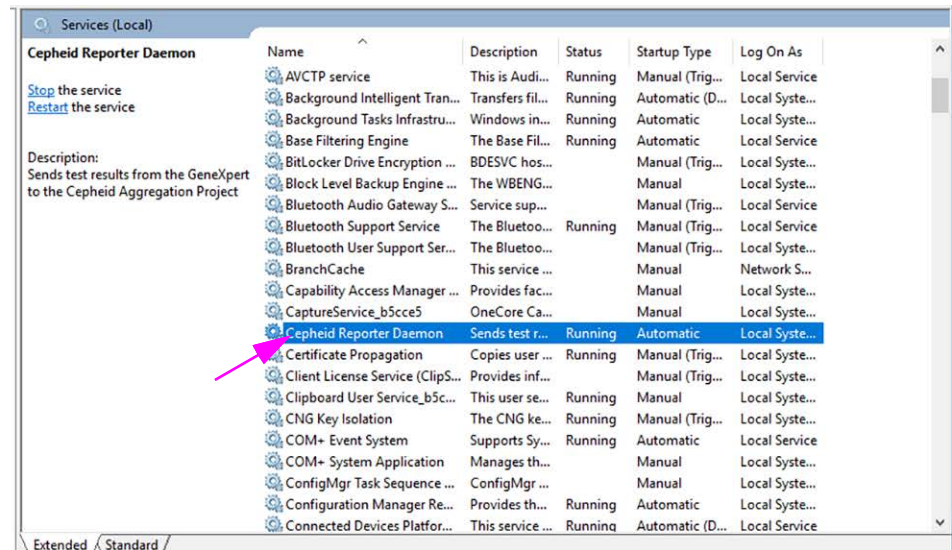 Services (Local)
Cepheid Reporter Daemon
Stop the service
Restart the service
Description:
Sends test results from the GeneXpert
to the Cepheid Aggregation Project
Name Description Status Startup Type Log On As
AVCTP service This is Audi... Running Manual (Trig... Local Service
Background Intelligent Tran... Transfers fil... Running Automatic (D... Local Syste...
Background Tasks Infrastru... Windows in... Running Automatic Local Syste...
Base Filtering Engine The Base Fil... Running Automatic Local Service
BitLocker Drive Encryption ... BDESVC hos... Manual (Trig... Local Syste...
Block Level Backup Engine ... The WBENG... Manual Local Syste...
Bluetooth Audio Gateway S... Service sup... Manual (Trig... Local Service
Bluetooth Support Service The Bluetoo... Running Manual (Trig... Local Service
Bluetooth User Support Ser... The Bluetoo... Manual (Trig... Local Syste...
BranchCache This service ... Manual Network S...
Capability Access Manager ... Provides fac... Manual Local Syste...
CaptureService_b5cce5 OneCore Ca... Manual Local Syste...
Cepheid Reporter Daemon Sends test r... Running Automatic Local Syste...
Certificate Propagation Copies user ... Running Manual (Trig... Local Syste...
Client License Service (ClipS... Provides inf... Manual (Trig... Local Syste...
Clipboard User Service_b5c... This user se... Running Manual Local Syste...
CNG Key Isolation The CNG ke... Running Manual (Trig... Local Syste...
COM+ Event System Supports Sy... Running Automatic Local Service
COM+ System Application Manages th... Manual Local Syste...
ConfigMgr Task Sequence ... ConfigMgr ... Manual Local Syste...
Configuration Manager Re... Provides th... Running Automatic Local Syste...
Connected Devices Platfor... This service ... Running Automatic (D... Local Service
Extended Standard